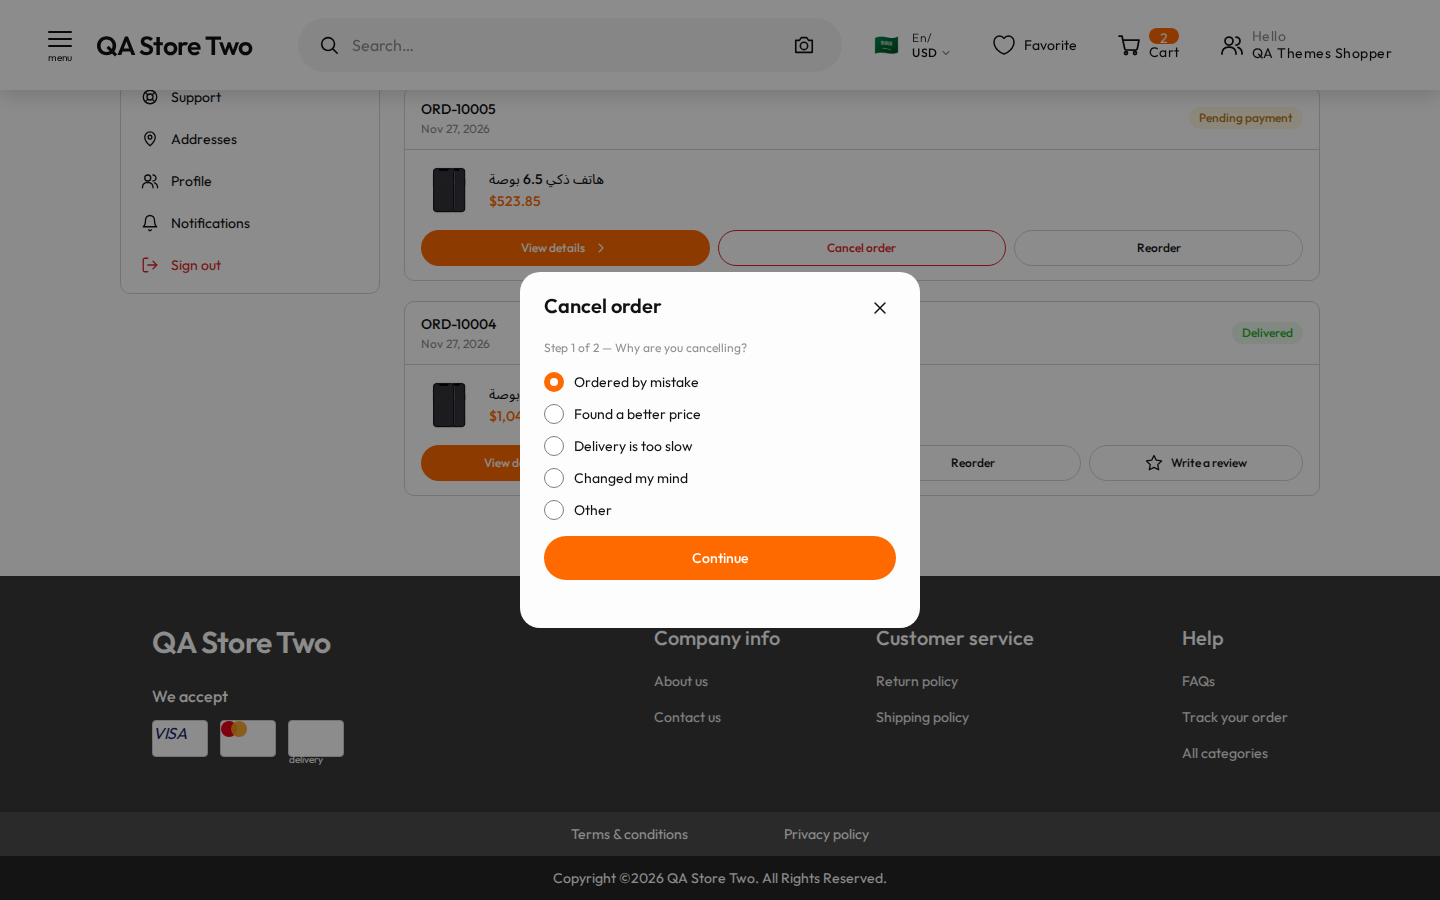 menu
QA Store Two
Search...
En/
USD
Favorite
2
Cart
Hello
QA Themes Shopper
Support
Addresses
Profile
Notifications
Sign out
ORD-10005
Nov 27, 2026
Pending payment
هاتف ذكي 6.5 بوصة
$523.85
View details
Cancel order
Reorder
ORD-10004
Nov 27, 2026
Delivered
بوصة
Reorder
Write a review
Cancel order
Step 1 of 2 — Why are you cancelling?
Ordered by mistake
Found a better price
Delivery is too slow
Changed my mind
Other
Continue
QA Store Two
We accept
VISA
delivery
Company info
About us
Contact us
Customer service
Return policy
Shipping policy
Help
FAQs
Track your order
All categories
Terms & conditions
Privacy policy
Copyright ©2026 QA Store Two. All Rights Reserved.